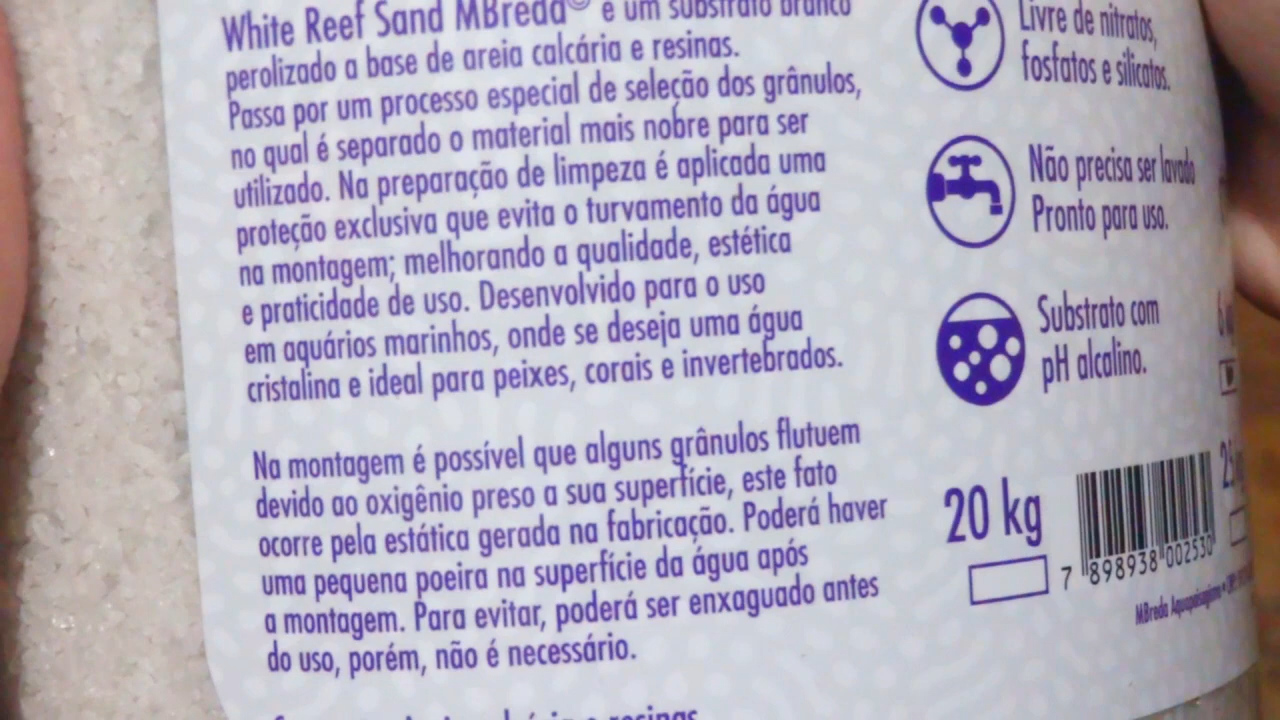 White Reef Sand MBreda® é um substrato branco
perolizado a base de areia calcária e resinas.
Passa por um processo especial de seleção dos grânulos,
no qual é separado o material mais nobre para ser
utilizado. Na preparação de limpeza é aplicada uma
proteção exclusiva que evita o turvamento da água
na montagem; melhorando a qualidade, estética
e praticidade de uso. Desenvolvido para o uso
em aquários marinhos, onde se deseja uma água
cristalina e ideal para peixes, corais e invertebrados.
Na montagem é possível que alguns grânulos flutuem
devido ao oxigênio preso a sua superfície, este fato
ocorre pela estática gerada na fabricação. Poderá haver
uma pequena poeira na superfície da água após
a montagem. Para evitar, poderá ser enxaguado antes
do uso, porém, não é necessário.
resinas
Livre de nitratos,
fosfatos e silicatos.
Não precisa ser lavado
Pronto para uso.
Substrato com
pH alcalino.
20 kg
7 898938 002530
MBreda Aquapaisagismo